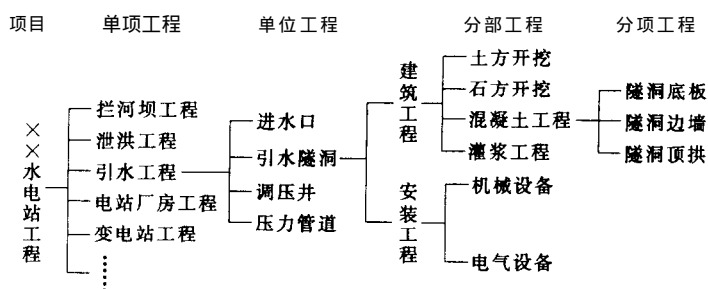 项目 单项工程 单位工程 分部工程 分项工程
××水电站工程
拦河坝工程
泄洪工程
引水工程
电站厂房工程
变电站工程
……
进水口
引水隧洞
调压井
压力管道
建筑工程
土方开挖
石方开挖
混凝土工程
灌浆工程
安装工程
机械设备
电气设备
隧洞底板
隧洞边墙
隧洞顶拱